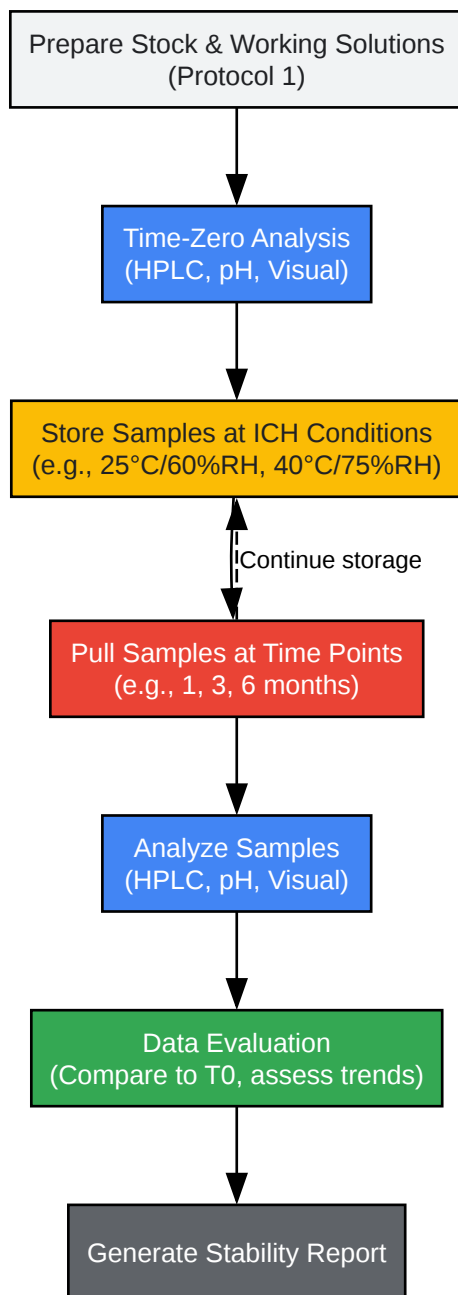 Prepare Stock & Working Solutions
(Protocol 1)
Time-Zero Analysis
(HPLC, pH, Visual)
Store Samples at ICH Conditions
(e.g., 25°C/60%RH, 40°C/75%RH)
Continue storage
Pull Samples at Time Points
(e.g., 1, 3, 6 months)
Analyze Samples
(HPLC, pH, Visual)
Data Evaluation
(Compare to T0, assess trends)
Generate Stability Report